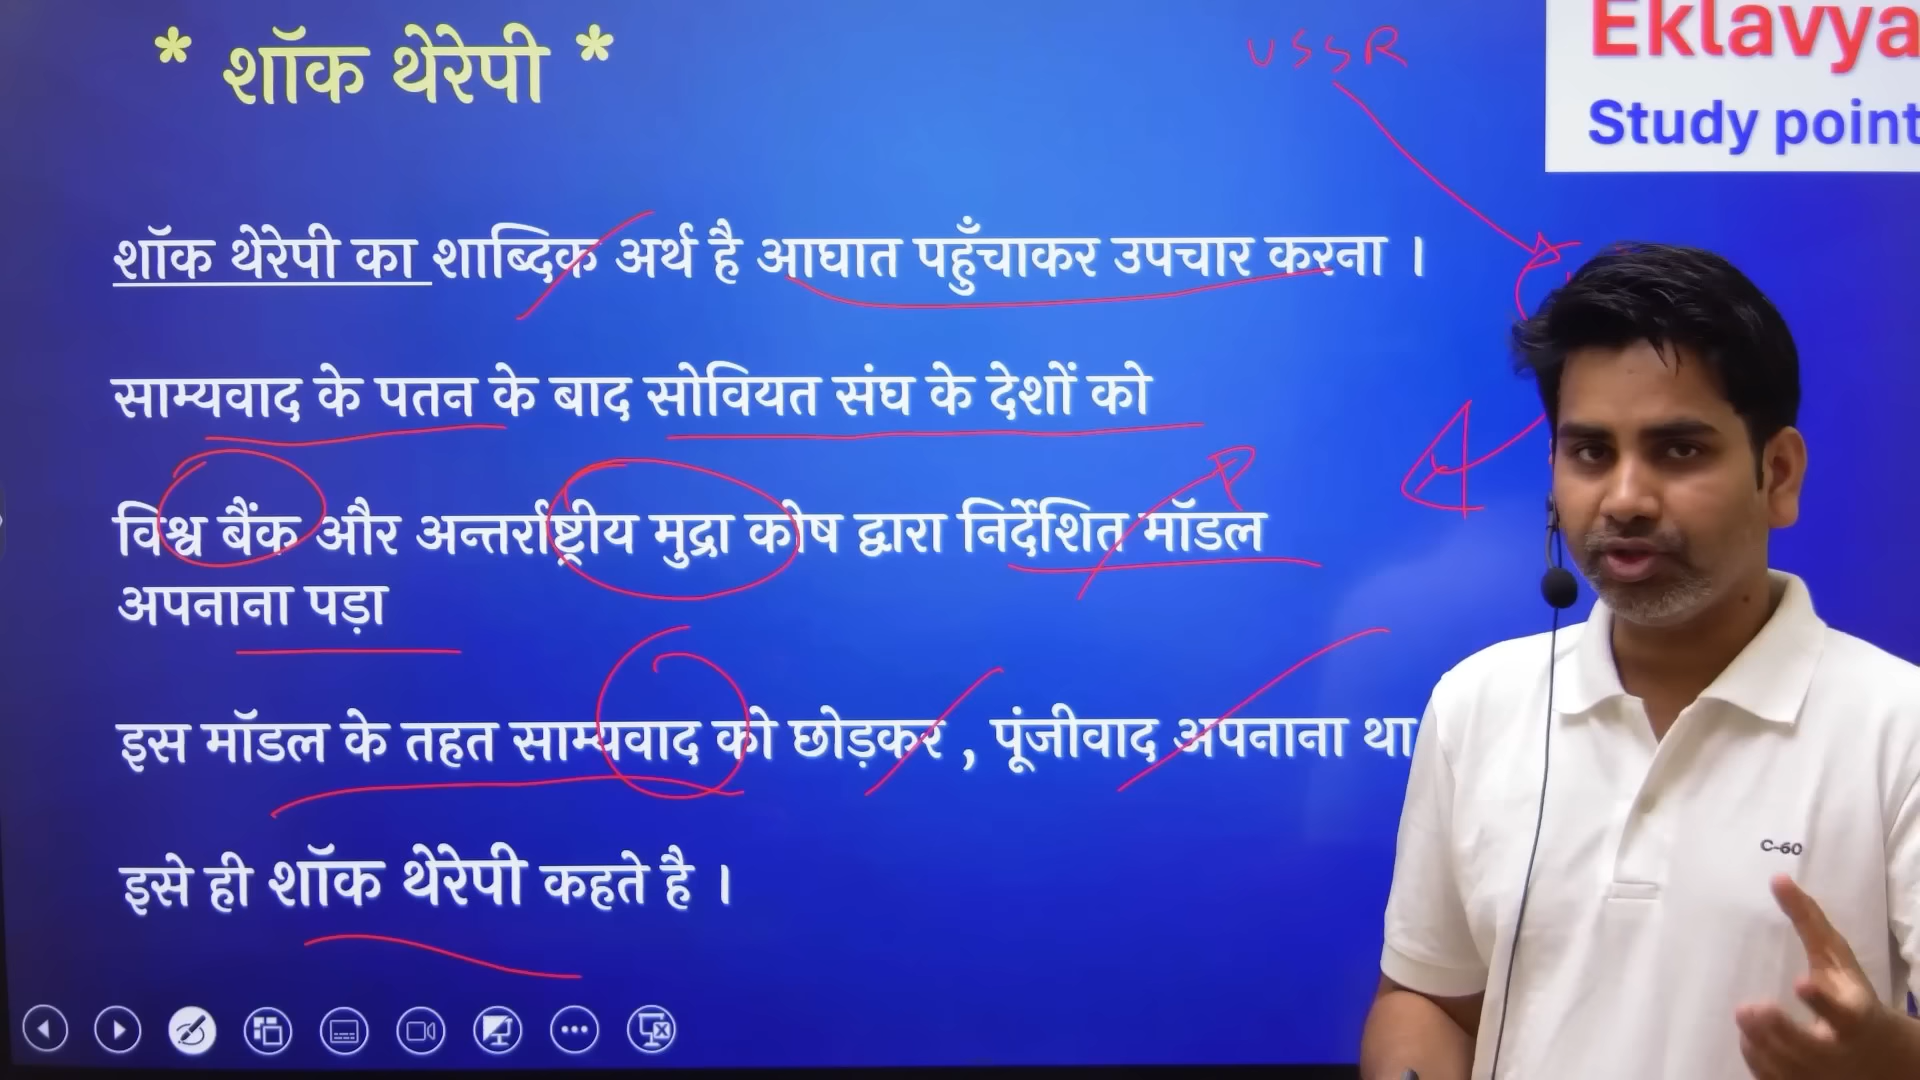 * शॉक थेरेपी *
USSR
Eklavya
Study point
शॉक थेरेपी का शाब्दिक अर्थ है आघात पहुँचाकर उपचार करना ।
साम्यवाद के पतन के बाद सोवियत संघ के देशों को
विश्व बैंक और अन्तर्राष्ट्रीय मुद्रा कोष द्वारा निर्देशित मॉडल
अपनाना पड़ा
इस मॉडल के तहत साम्यवाद को छोड़कर , पूंजीवाद अपनाना था
इसे ही शॉक थेरेपी कहते है ।
C-60